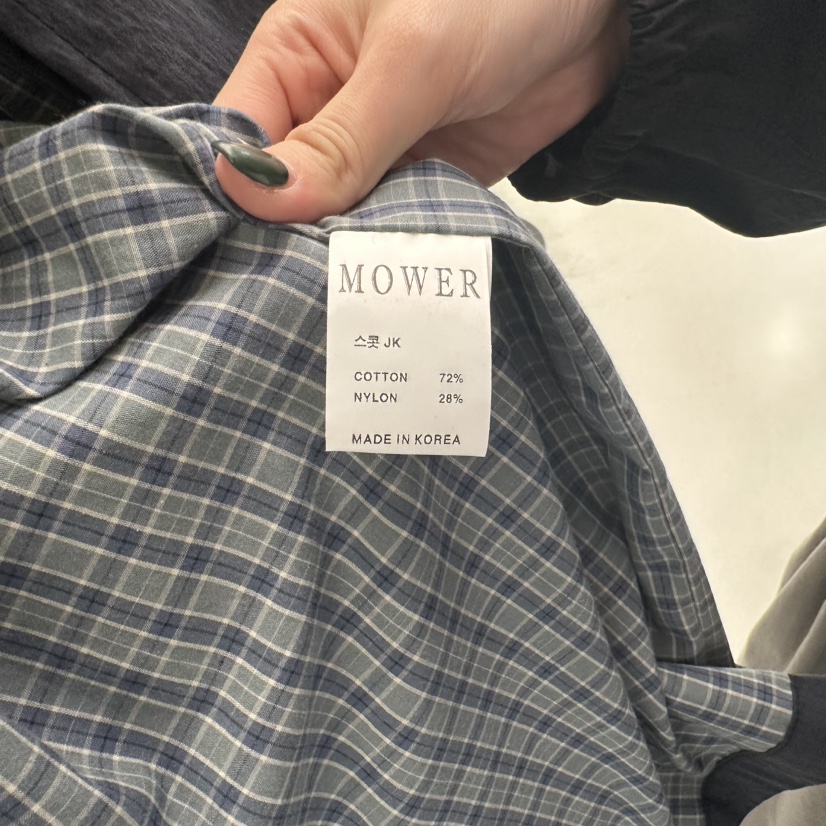 MOWER
스콧 JK
COTTON 72%
NYLON 28%
MADE IN KOREA